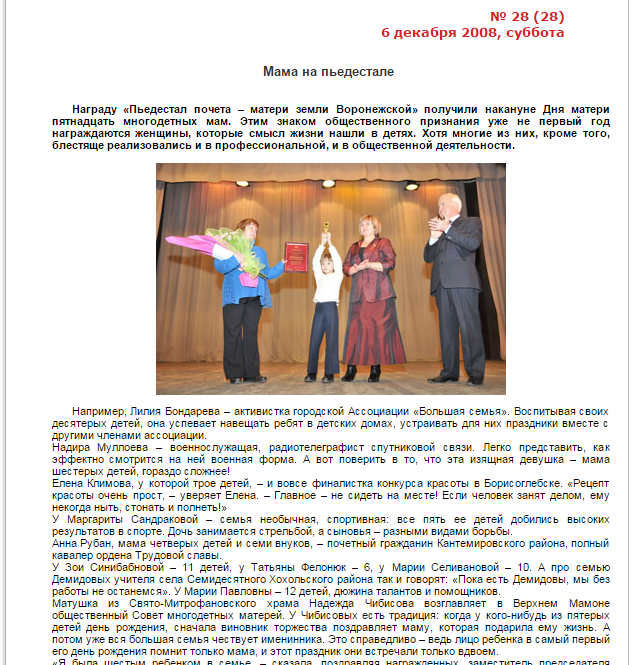 № 28 (28)
6 декабря 2008, суббота
Мама на пьедестале
Награду «Пьедестал почета – матери земли Воронежской» получили накануне Дня матери
пятнадцать многодетных мам. Этим знаком общественного признания уже не первый год
награждаются женщины, которые смысл жизни нашли в детях. Хотя многие из них, кроме того,
блестяще реализовались и в профессиональной, и в общественной деятельности.
Например, Лилия Бондарева – активистка городской Ассоциации «Большая семья». Воспитывая своих
десятерых детей, она успевает навещать ребят в детских домах, устраивать для них праздники вместе с
другими членами ассоциации.
Надира Муллоева – военнослужащая, радиотелеграфист спутниковой связи. Легко представить, как
эффектно смотрится на ней военная форма. А вот поверить в то, что эта изящная девушка – мама
шестерых детей, гораздо сложнее!
Елена Климова, у которой трое детей, – и вовсе финалистка конкурса красоты в Борисоглебске. «Рецепт
красоты очень прост, – уверяет Елена. – Главное – не сидеть на месте! Если человек занят делом, ему
некогда ныть, стонать и полнеть!»
У Маргариты Сандраковой – семья необычная, спортивная: все пять ее детей добились высоких
результатов в спорте. Дочь занимается стрельбой, а сыновья – разными видами борьбы.
Анна Рубан, мама четверых детей и семи внуков, – почетный гражданин Кантемировского района, полный
кавалер ордена Трудовой славы.
У Зои Синибабновой – 11 детей, у Татьяны Фелонюк – 6, у Марии Селивановой – 10. А про семью
Демидовых учителя села Семидесятного Хохольского района так и говорят: «Пока есть Демидовы, мы без
работы не останемся». У Марии Павловны – 12 детей, дюжина талантов и помощников.
Матушка из Свято-Митрофановского храма Надежда Чибисова возглавляет в Верхнем Мамоне
общественный Совет многодетных матерей. У Чибисовых есть традиция: когда у кого-нибудь из пятерых
детей день рождения, сначала виновник торжества поздравляет маму, которая подарила ему жизнь. А
потом уже вся большая семья чествует именинника. Это справедливо – ведь лицо ребенка в самый первый
его день рождения помнит только мама, и этот праздник они встречали только вдвоем.
«Я была шестым ребенком в семье, – сказала, поздравляя награжденных, заместитель председателя